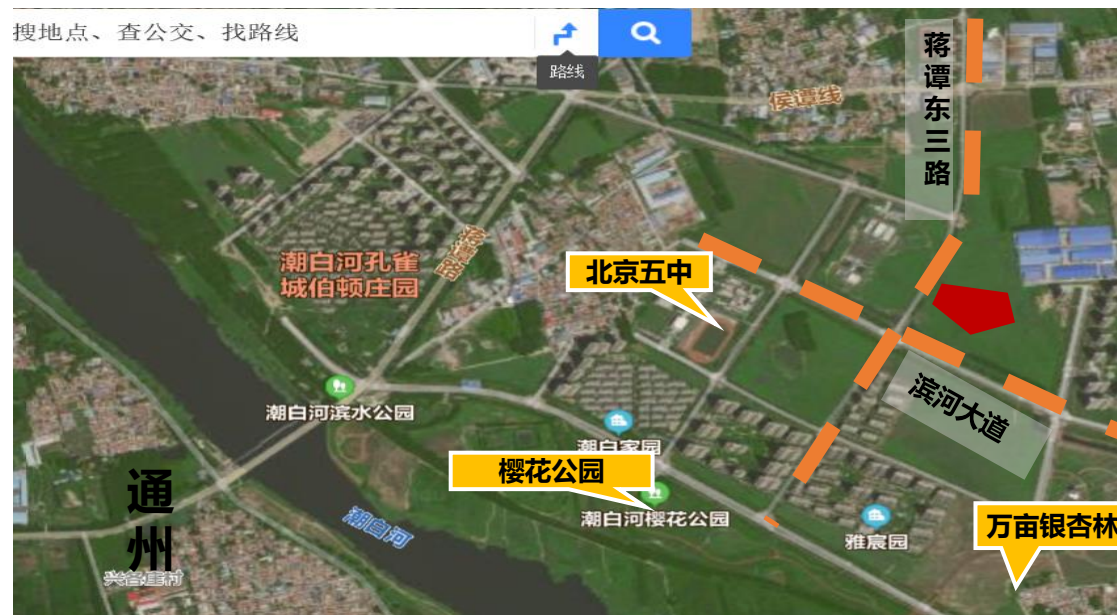 搜地点、查公交、找路线
路线
蒋谭东三路
侯谭线
潞谭路
潮白河孔雀
城伯顿庄园
北京五中
滨河大道
潮白河滨水公园
潮白家园
樱花公园
潮白河樱花公园
雅宸园
万亩银杏林
通州
潮白河
兴各庄村